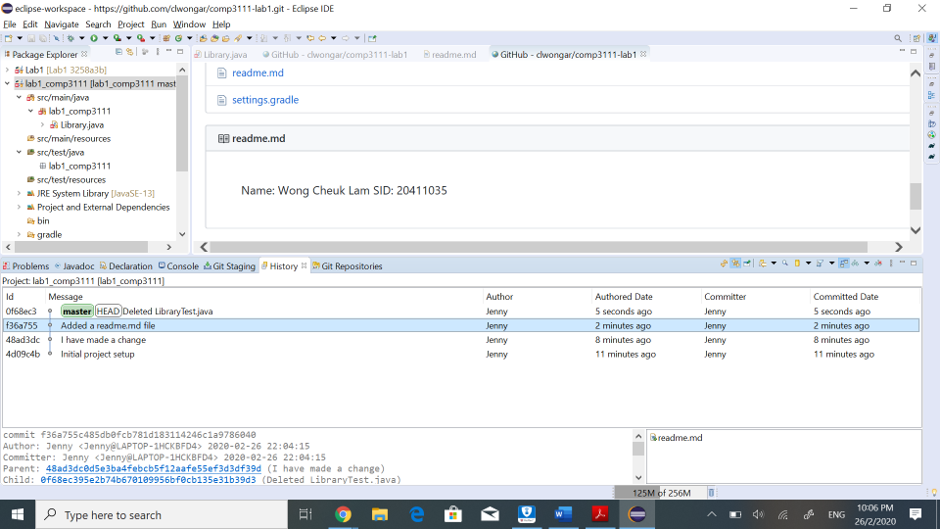 eclipse-workspace - https://github.com/clwongar/comp3111-lab1.git - Eclipse IDE
File Edit Navigate Search Project Run Window Help
Package Explorer
Library.java GitHub - clwongar/comp3111-lab1 readme.md GitHub - clwongar/comp3111-lab1
Lab1 [Lab1 3258a3b]
lab1_comp3111 [lab1_comp3111 mast
src/main/java
lab1_comp3111
Library.java
src/main/resources
src/test/java
lab1_comp3111
src/test/resources
JRE System Library [JavaSE-13]
Project and External Dependencies
bin
gradle
readme.md
settings.gradle
readme.md
Name: Wong Cheuk Lam SID: 20411035
Problems Javadoc Declaration Console Git Staging History Git Repositories
Project: lab1_comp3111 [lab1_comp3111]
Id Message Author Authored Date Committer Committed Date
0f68ec3 master HEAD Deleted LibraryTest.java Jenny 5 seconds ago Jenny 5 seconds ago
f36a755 Added a readme.md file Jenny 2 minutes ago Jenny 2 minutes ago
48ad3dc I have made a change Jenny 8 minutes ago Jenny 8 minutes ago
4d09c4b Initial project setup Jenny 11 minutes ago Jenny 11 minutes ago
commit f36a755c485db0fcb781d183114246c1a9786040
Author: Jenny <Jenny@LAPTOP-1HCKBFD4> 2020-02-26 22:04:15
Committer: Jenny <Jenny@LAPTOP-1HCKBFD4> 2020-02-26 22:04:15
Parent: 48ad3dc0d5e3ba4febcb5f12aafe55ef3d3df39d (I have made a change)
Child: 0f68ec395e2b74b670109956bf0cb135e31b39d3 (Deleted LibraryTest.java)
readme.md
125M of 256M
Type here to search
10:06 PM
26/2/2020